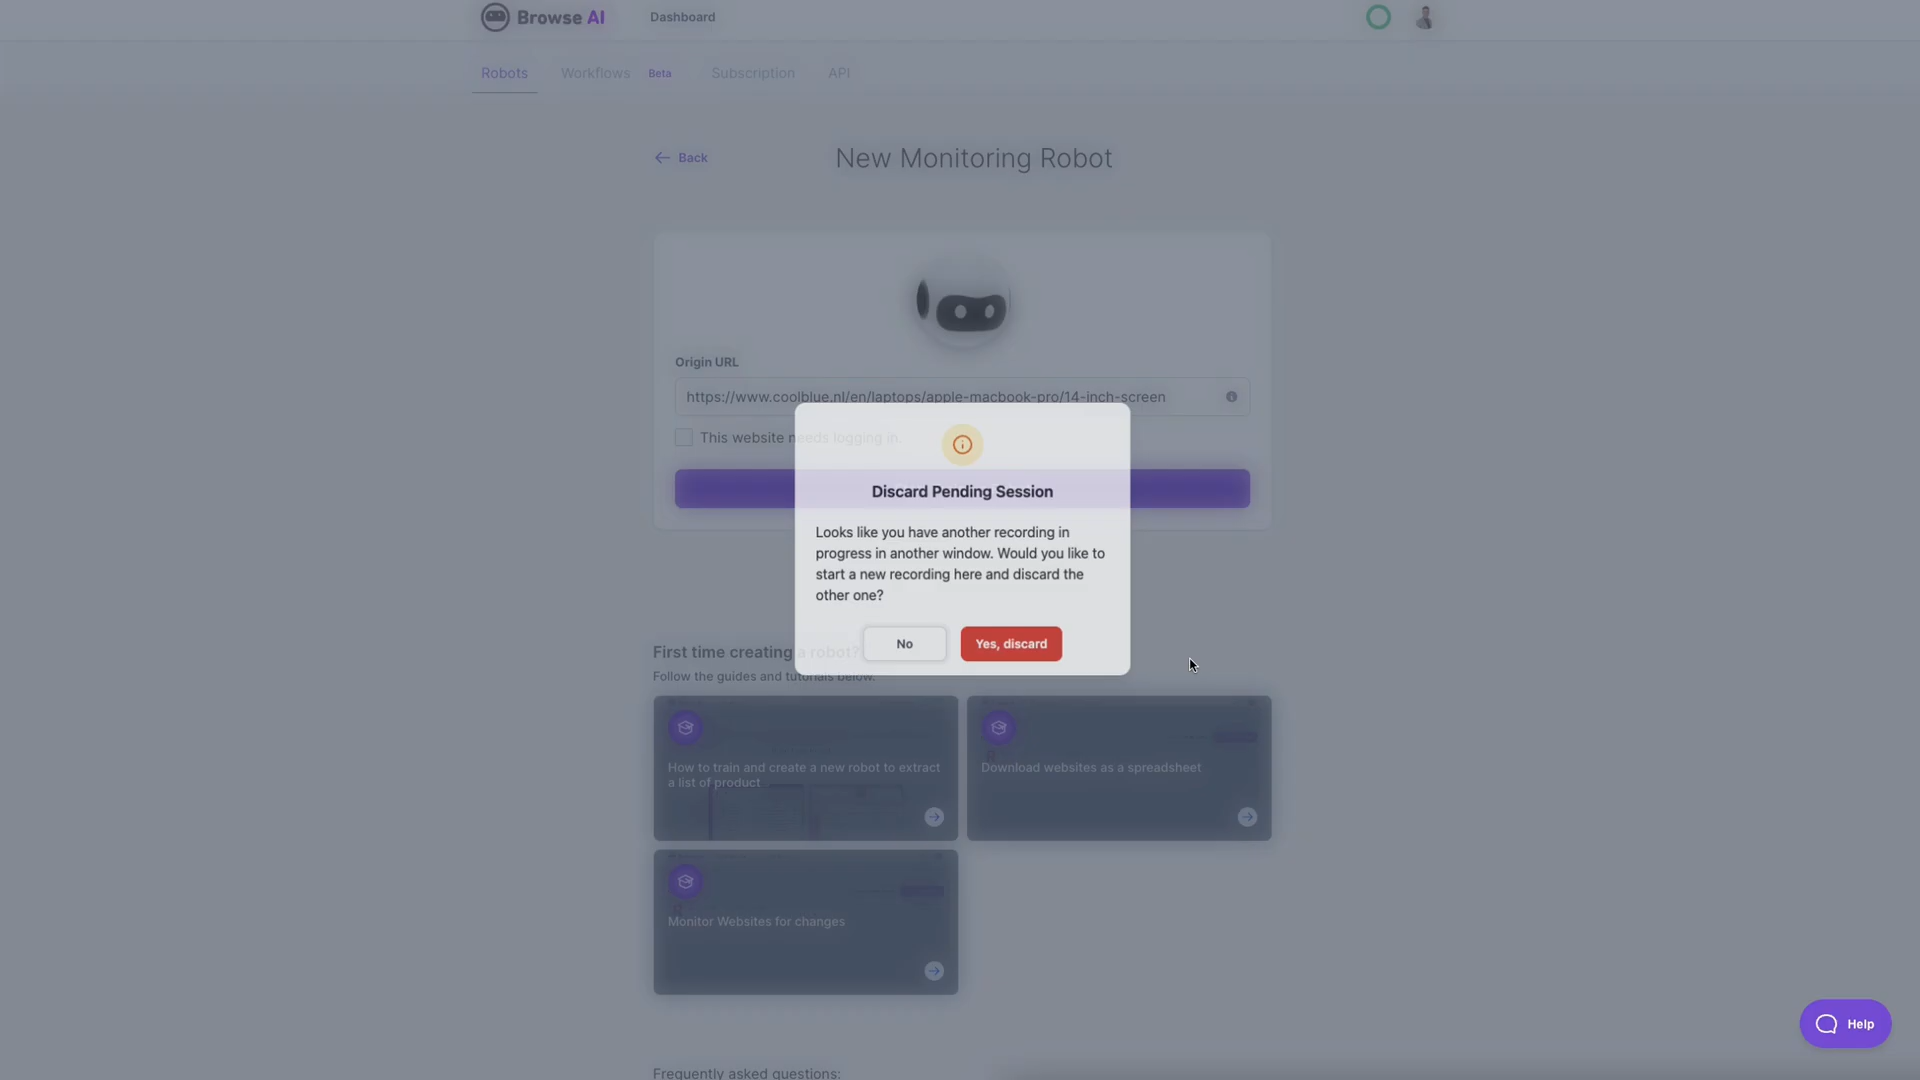 Browse AI
Dashboard
Robots
Workflows
Beta
Subscription
API
Back
New Monitoring Robot
Origin URL
https://www.coolblue.nl/en/laptops/apple-macbook-pro/14-inch-screen
This website needs logging in.
Discard Pending Session
Looks like you have another recording in
progress in another window. Would you like to
start a new recording here and discard the
other one?
No
Yes, discard
First time creating a robot?
Follow the guides and tutorials below.
How to train and create a new robot to extract
a list of product
Download websites as a spreadsheet
Monitor Websites for changes
Help
Frequently asked questions: